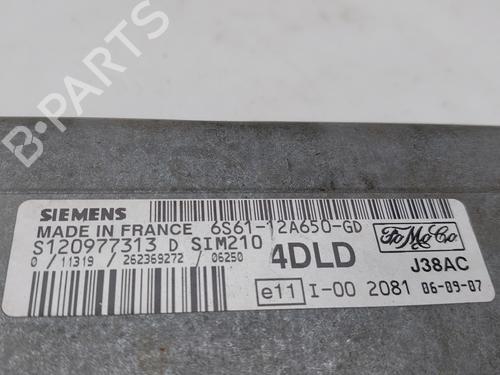 B-PARTS
SIEMENS
MADE IN FRANCE 6S61-12A650-GD
S120977313 D SIM210
0 / 11319 / 262369272 / 06250
4DLD
FoMoCo
J38AC
e11 I-00 2081 06-09-07